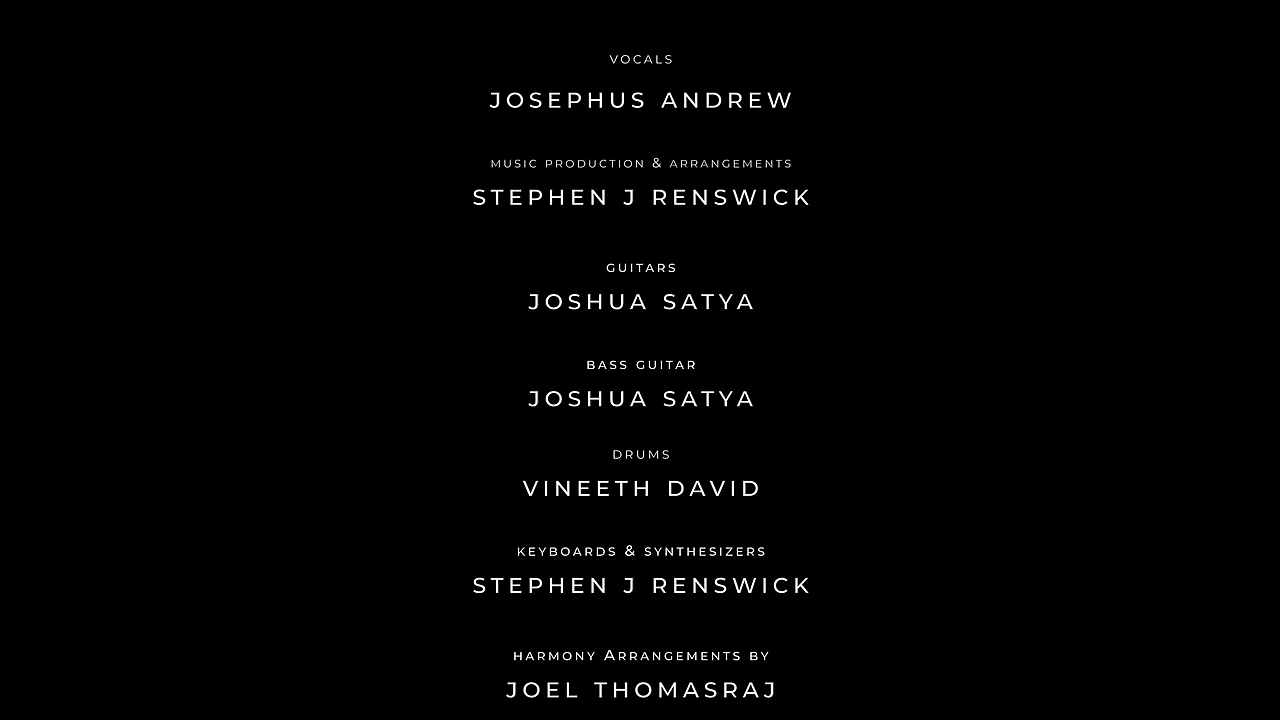 VOCALS
JOSEPHUS ANDREW
MUSIC PRODUCTION & ARRANGEMENTS
STEPHEN J RENSWICK
GUITARS
JOSHUA SATYA
BASS GUITAR
JOSHUA SATYA
DRUMS
VINEETH DAVID
KEYBOARDS & SYNTHESIZERS
STEPHEN J RENSWICK
HARMONY ARRANGEMENTS BY
JOEL THOMASRAJ